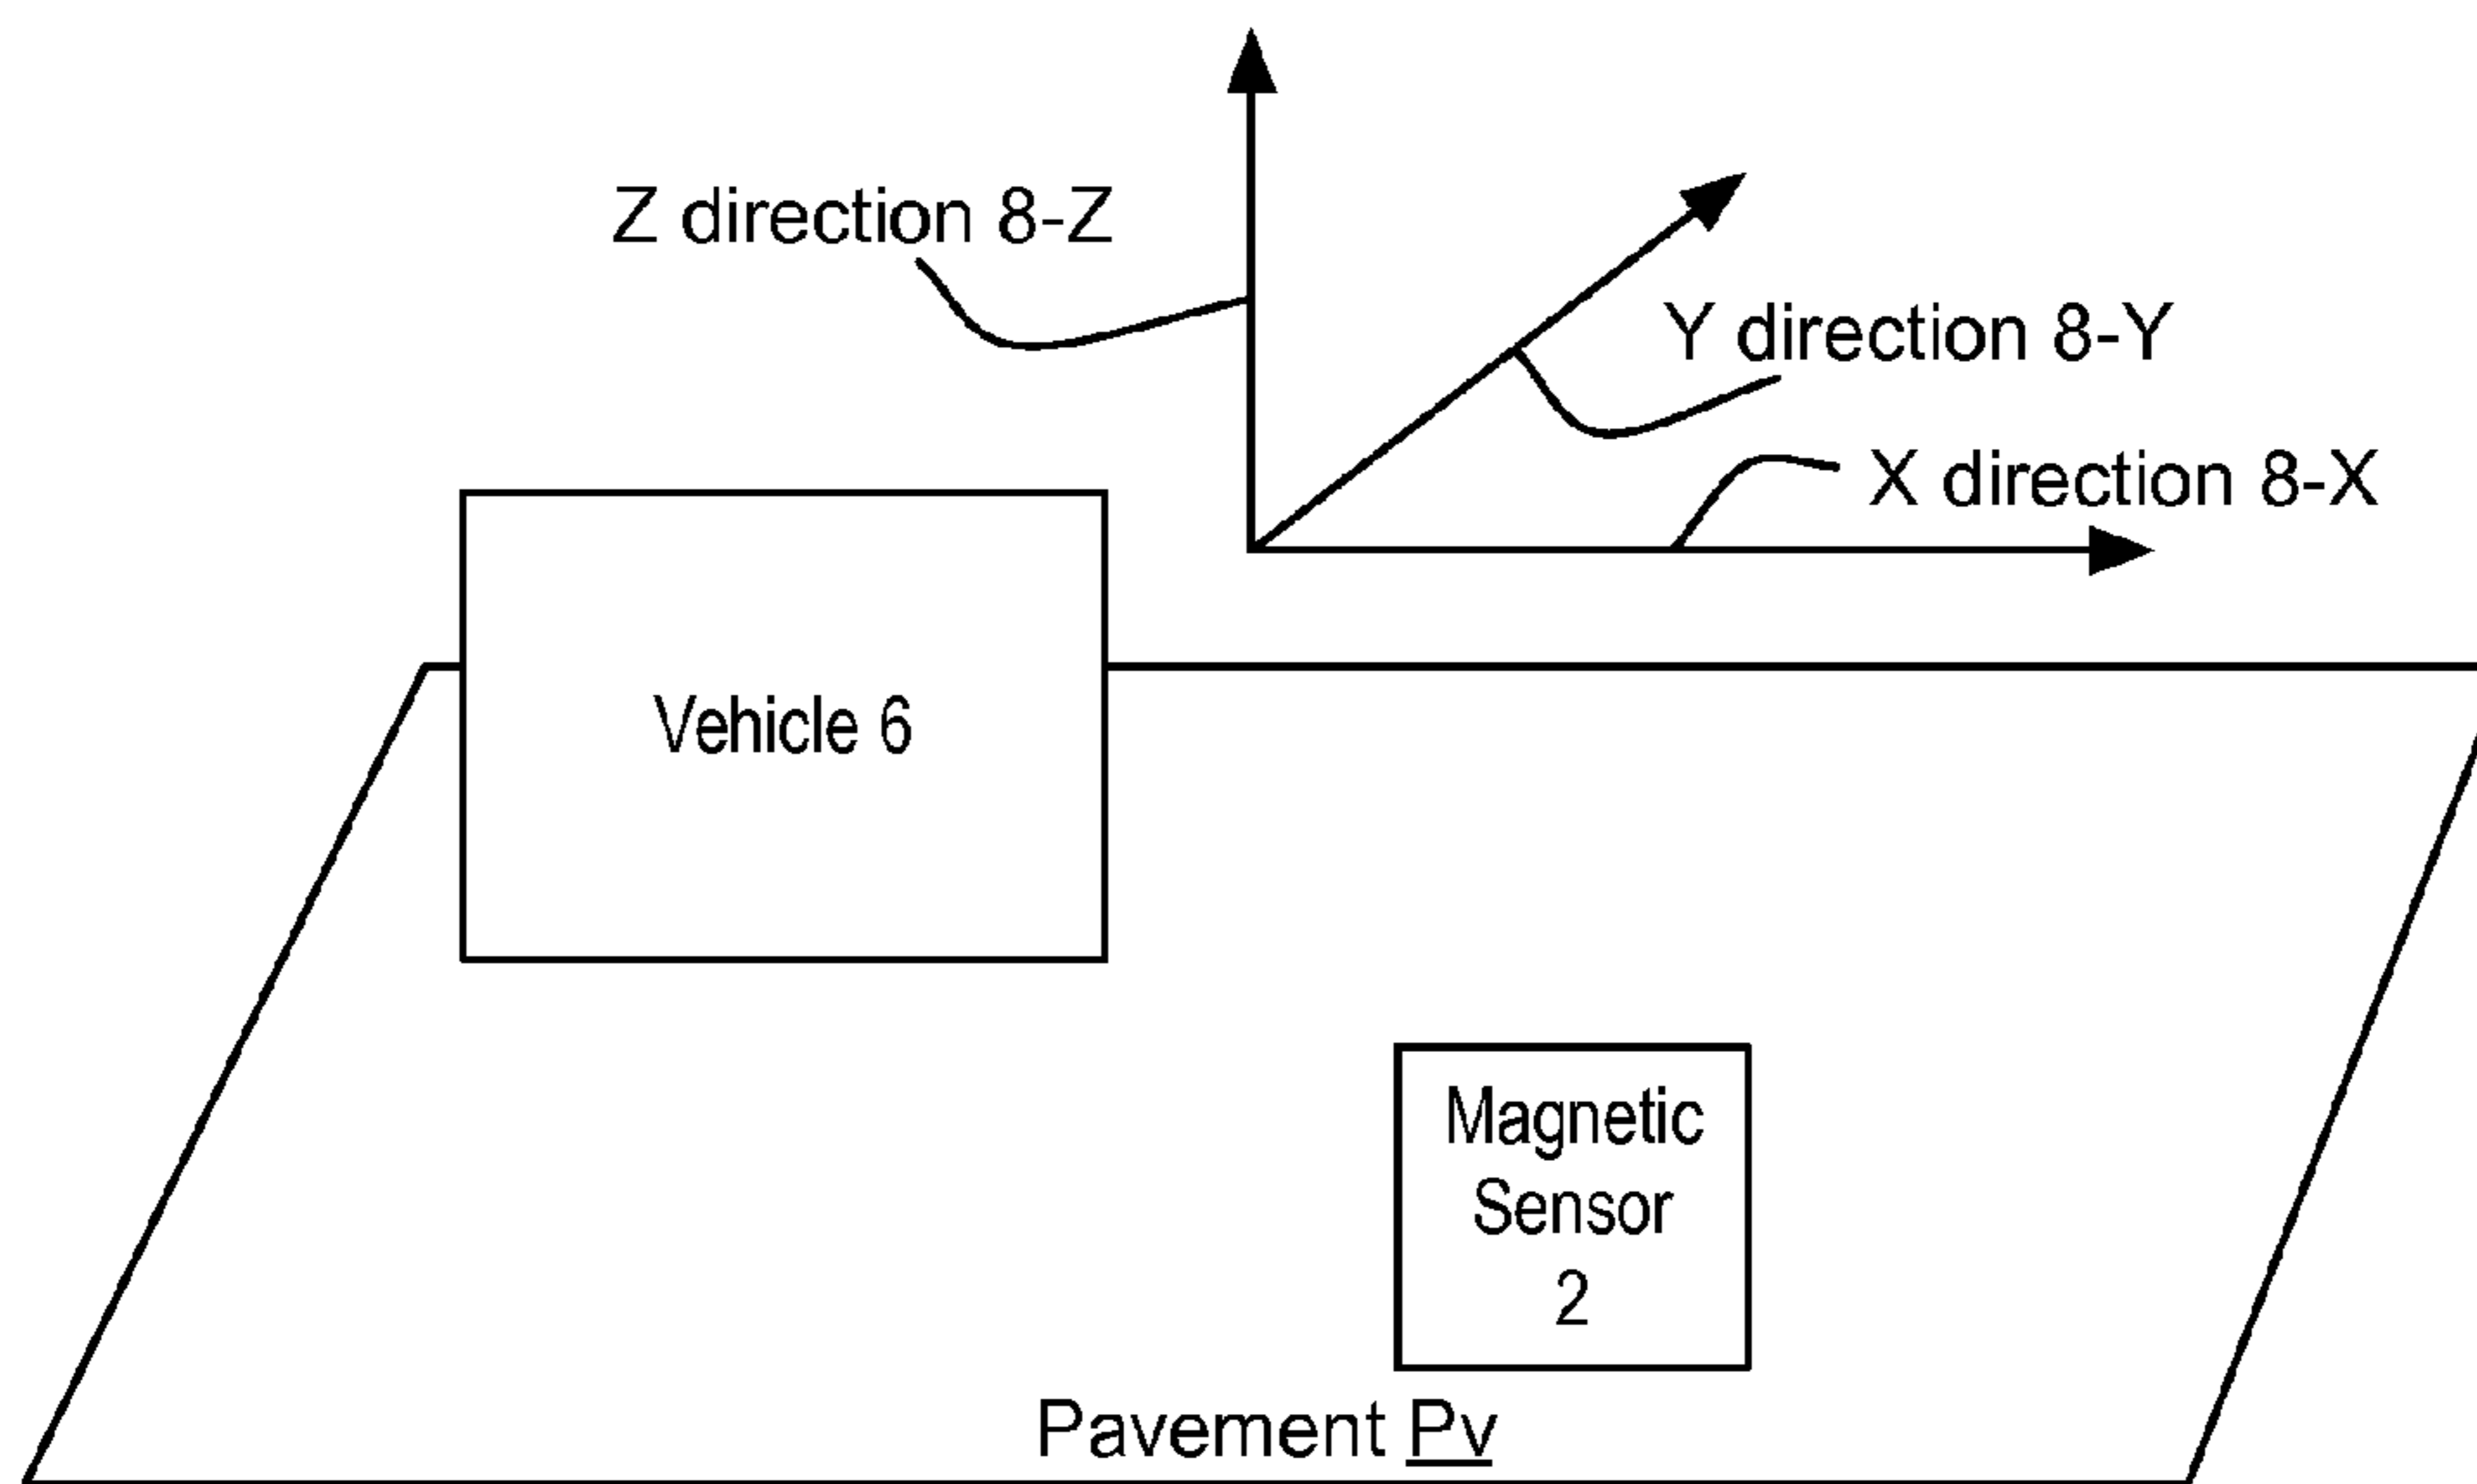 Z direction 8-Z
Y direction 8-Y
X direction 8-X
Vehicle 6
Magnetic
Sensor
2
Pavement Pv